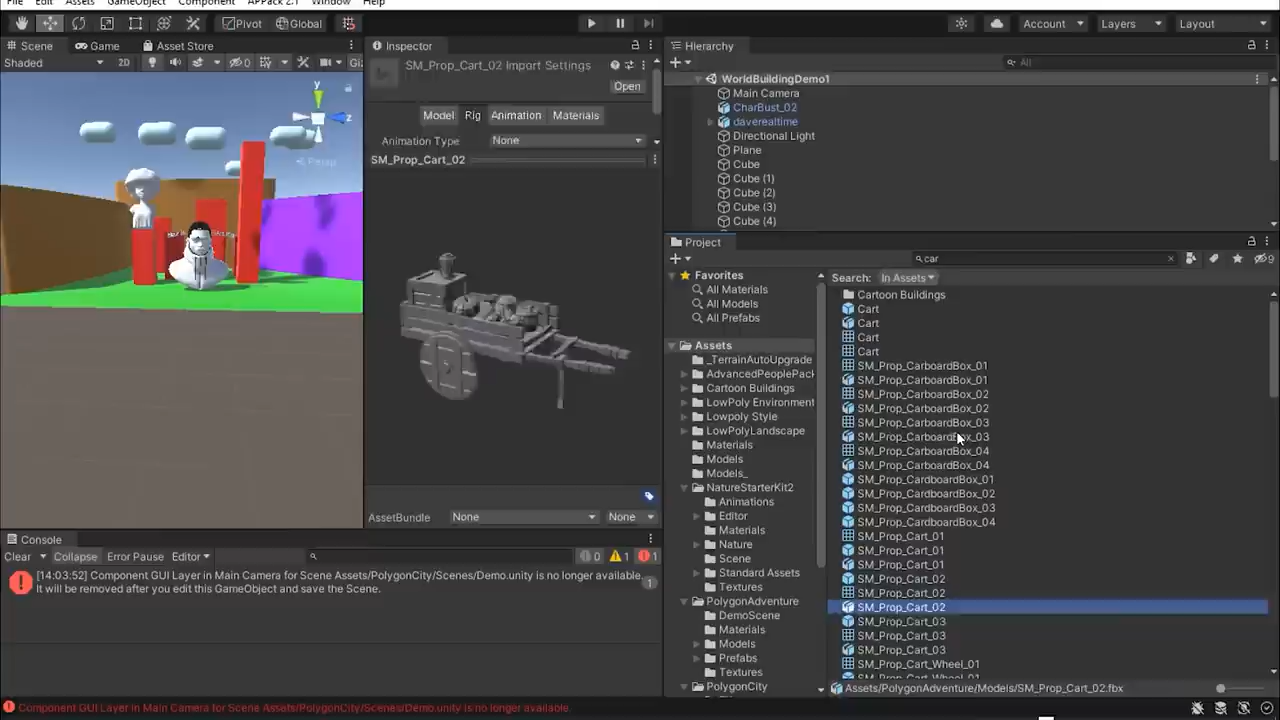 File Edit Assets GameObject Component APPack 2.1 Window Help
Pivot Global Account Layers Layout
Scene Game Asset Store
Shaded 2D 0 Giz
y
z
Persp
Inspector
SM_Prop_Cart_02 Import Settings
Open
Model Rig Animation Materials
Animation Type None
SM_Prop_Cart_02
AssetBundle None None
Hierarchy
All
WorldBuildingDemo1
Main Camera
CharBust_02
daverealtime
Directional Light
Plane
Cube
Cube (1)
Cube (2)
Cube (3)
Cube (4)
Project
car
9
Favorites
All Materials
All Models
All Prefabs
Assets
_TerrainAutoUpgrade
AdvancedPeoplePack
Cartoon Buildings
LowPoly Environment
Lowpoly Style
LowPolyLandscape
Materials
Models
Models_
NatureStarterKit2
Animations
Editor
Materials
Nature
Scene
Standard Assets
Textures
PolygonAdventure
DemoScene
Materials
Models
Prefabs
Textures
PolygonCity
Search: In Assets
Cartoon Buildings
Cart
Cart
Cart
Cart
SM_Prop_CarboardBox_01
SM_Prop_CarboardBox_01
SM_Prop_CarboardBox_02
SM_Prop_CarboardBox_02
SM_Prop_CarboardBox_03
SM_Prop_CarboardBox_03
SM_Prop_CarboardBox_04
SM_Prop_CarboardBox_04
SM_Prop_CardboardBox_01
SM_Prop_CardboardBox_02
SM_Prop_CardboardBox_03
SM_Prop_CardboardBox_04
SM_Prop_Cart_01
SM_Prop_Cart_01
SM_Prop_Cart_01
SM_Prop_Cart_02
SM_Prop_Cart_02
SM_Prop_Cart_02
SM_Prop_Cart_03
SM_Prop_Cart_03
SM_Prop_Cart_03
SM_Prop_Cart_Wheel_01
SM_Prop_Cart_Wheel_01
Assets/PolygonAdventure/Models/SM_Prop_Cart_02.fbx
Console
Clear Collapse Error Pause Editor 0 1 1
[14:03:52] Component GUI Layer in Main Camera for Scene Assets/PolygonCity/Scenes/Demo.unity is no longer available.
It will be removed after you edit this GameObject and save the Scene.
1
Component GUI Layer in Main Camera for Scene Assets/PolygonCity/Scenes/Demo.unity is no longer available.